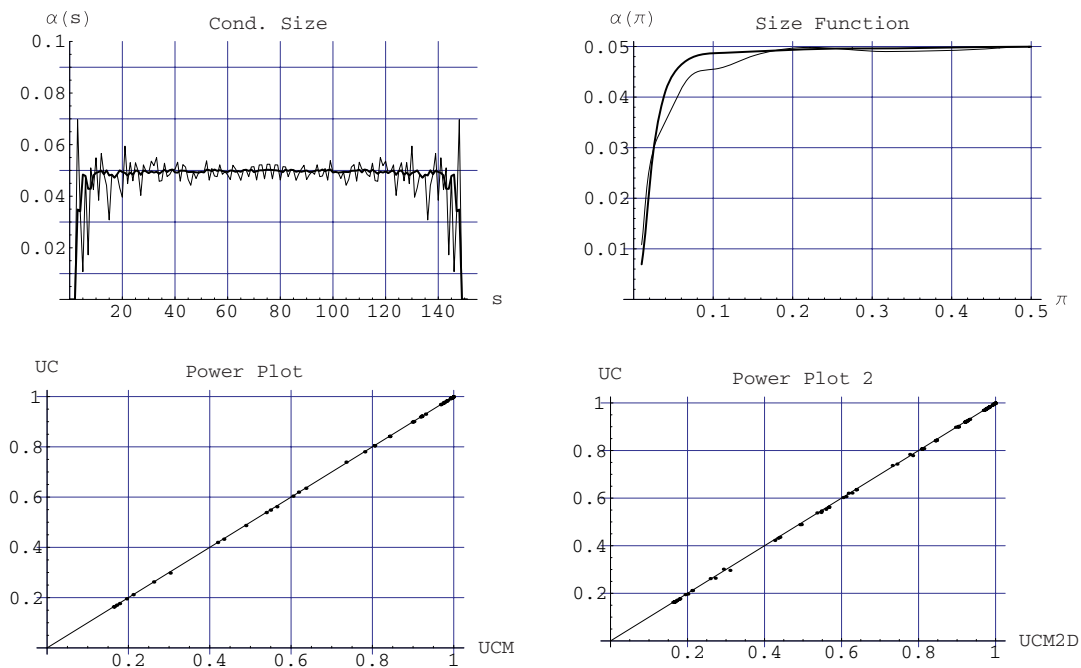 α(s)
Cond. Size
0.1
0.08
0.06
0.04
0.02
20 40 60 80 100 120 140
s
α(π)
Size Function
0.05
0.04
0.03
0.02
0.01
0.1 0.2 0.3 0.4 0.5
π
UC
Power Plot
1
0.8
0.6
0.4
0.2
0.2 0.4 0.6 0.8 1
UCM
UC
Power Plot 2
1
0.8
0.6
0.4
0.2
0.2 0.4 0.6 0.8 1
UCM2D